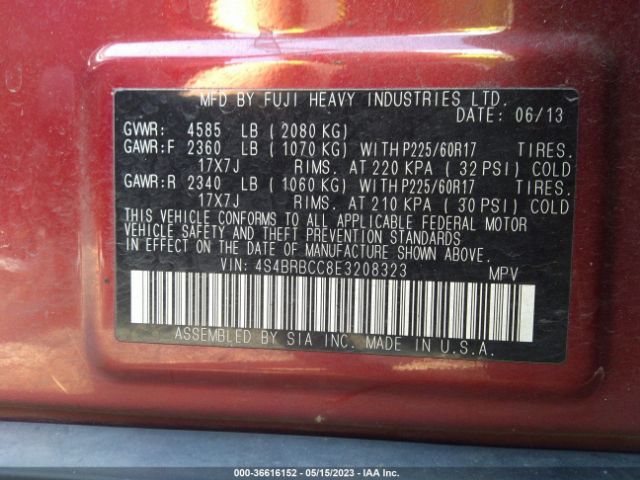 MFD BY FUJI HEAVY INDUSTRIES LTD.
DATE: 06/13
GVWR: 4585 LB ( 2080 KG)
GAWR:F 2360 LB ( 1070 KG) WITH P225/60R17 TIRES.
17X7J RIMS. AT 220 KPA ( 32 PSI) COLD
GAWR:R 2340 LB ( 1060 KG) WITH P225/60R17 TIRES.
17X7J RIMS. AT 210 KPA ( 30 PSI) COLD
THIS VEHICLE CONFORMS TO ALL APPLICABLE FEDERAL MOTOR
VEHICLE SAFETY AND THEFT PREVENTION STANDARDS
IN EFFECT ON THE DATE OF MANUFACTURE SHOWN ABOVE.
VIN: 4S4BRBCC8E3208323 MPV
ASSEMBLED BY SIA INC. MADE IN U.S.A.
000-36616152 - 05/15/2023 - IAA Inc.